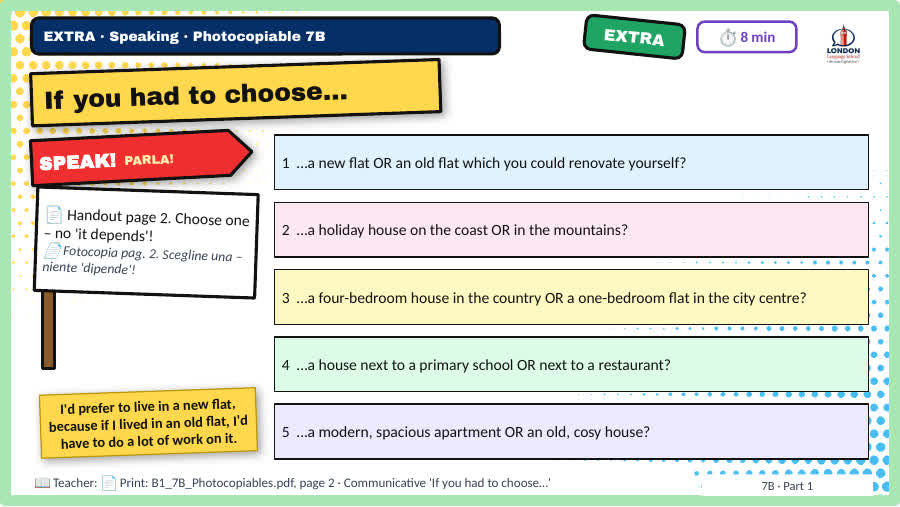 EXTRA · Speaking · Photocopiable 7B
EXTRA
8 min
LONDON
Language School
If you had to choose...
SPEAK! PARLA!
Handout page 2. Choose one
– no 'it depends'!
Fotocopia pag. 2. Scegline una –
niente 'dipende'!
1 ...a new flat OR an old flat which you could renovate yourself?
2 ...a holiday house on the coast OR in the mountains?
3 ...a four-bedroom house in the country OR a one-bedroom flat in the city centre?
4 ...a house next to a primary school OR next to a restaurant?
5 ...a modern, spacious apartment OR an old, cosy house?
I'd prefer to live in a new flat,
because if I lived in an old flat, I'd
have to do a lot of work on it.
Teacher: Print: B1_7B_Photocopiables.pdf, page 2 · Communicative 'If you had to choose...'
7B · Part 1